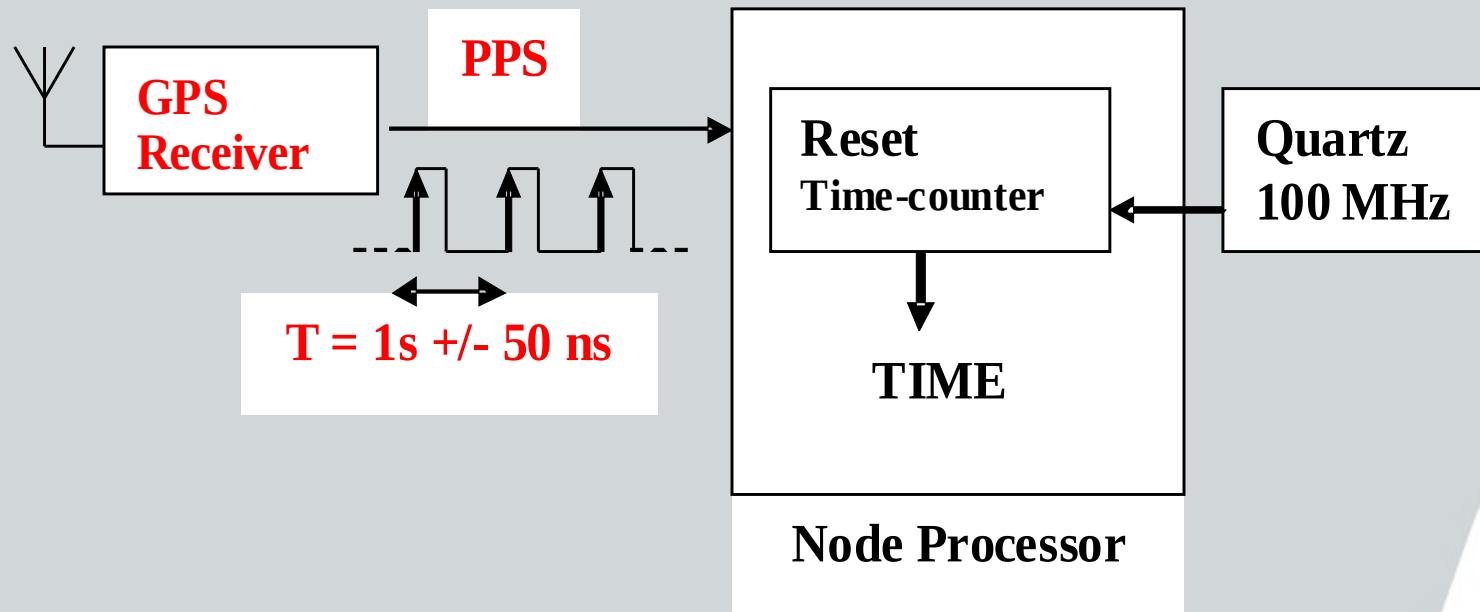 PPS
GPS
Receiver
Reset
Time-counter
Quartz
100 MHz
T = 1s +/- 50 ns
TIME
Node Processor